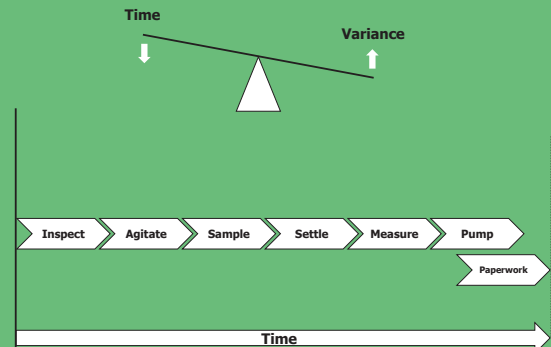 Time
Variance
Inspect Agitate Sample Settle Measure Pump
Paperwork
Time